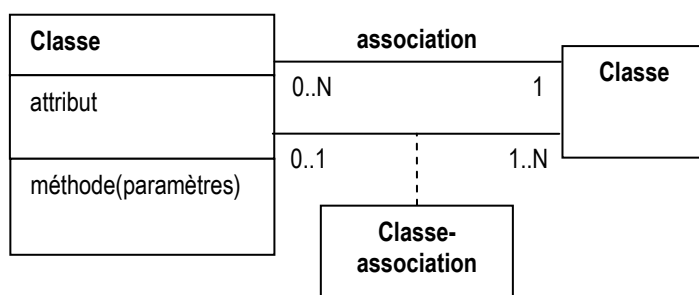 Classe
attribut
méthode(paramètres)
association
0..N
1
0..1
1..N
Classe
Classe-
association